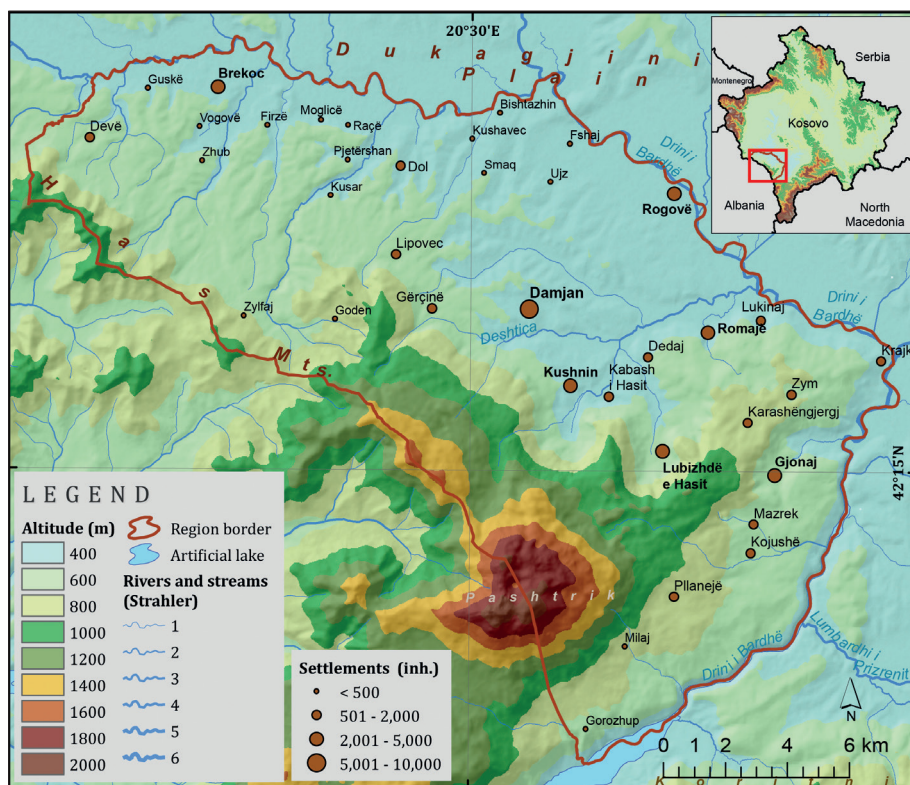 20°30'E
Dukagjini
Plain
Serbia
Montenegro
Kosovo
Albania
North
Macedonia
Guskë
Brekoc
Bishtazhin
Devë
Vogovë
Firzë
Moglicë
Raçë
Kushavec
Fshaj
Drini i
Bardhë
Zhub
Pjetërshan
Dol
Smaq
Ujz
Kusar
Rogovë
Has
Mts.
Lipovec
Zylfaj
Goden
Gërçinë
Damjan
Deshtica
Lukinaj
Drini i
Bardhë
Romajë
Dedaj
Krajk
Kushnin
Kabash
i Hasit
Zym
Karashëngjergj
Lubizhdë
e Hasit
Gjonaj
42°15'N
Mazrek
Kojushë
Pashtrik
Pllanejë
Milaj
Drini i Bardhë
Lumbardhi i
Prizrenit
Gorozhup
LEGEND
Altitude (m)
400
600
800
1000
1200
1400
1600
1800
2000
Region border
Artificial lake
Rivers and streams
(Strahler)
1
2
3
4
5
6
Settlements (inh.)
< 500
501 - 2,000
2,001 - 5,000
5,001 - 10,000
N
0 2 4 6 km